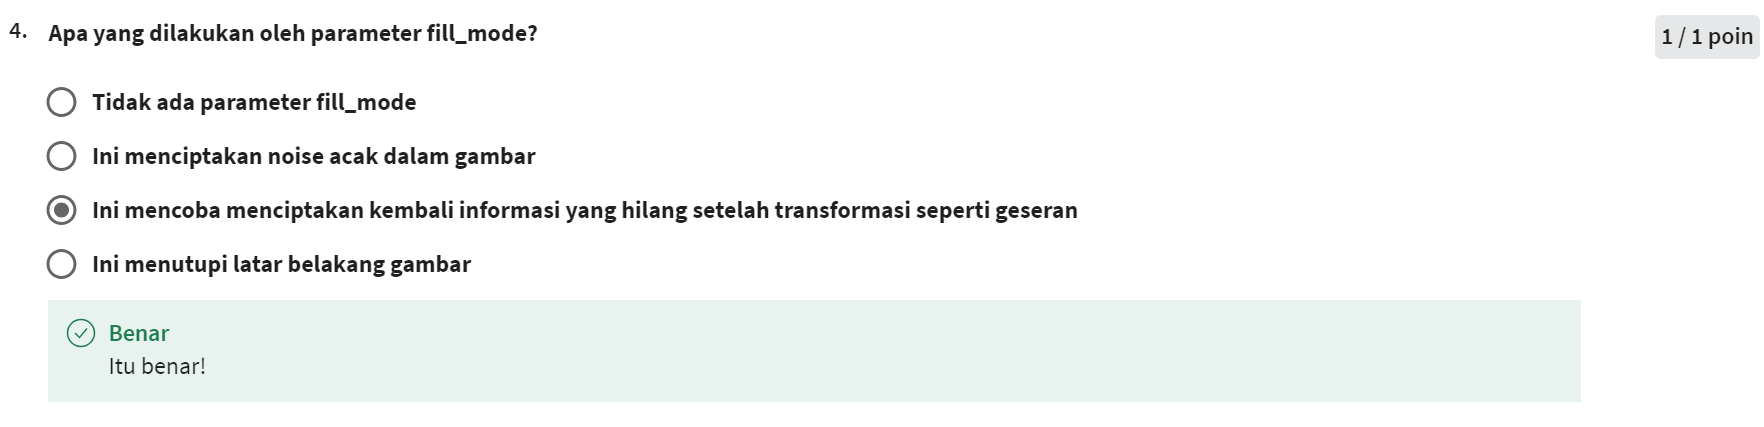 4. Apa yang dilakukan oleh parameter fill_mode?
1 / 1 poin
Tidak ada parameter fill_mode
Ini menciptakan noise acak dalam gambar
Ini mencoba menciptakan kembali informasi yang hilang setelah transformasi seperti geseran
Ini menutupi latar belakang gambar
Benar
Itu benar!